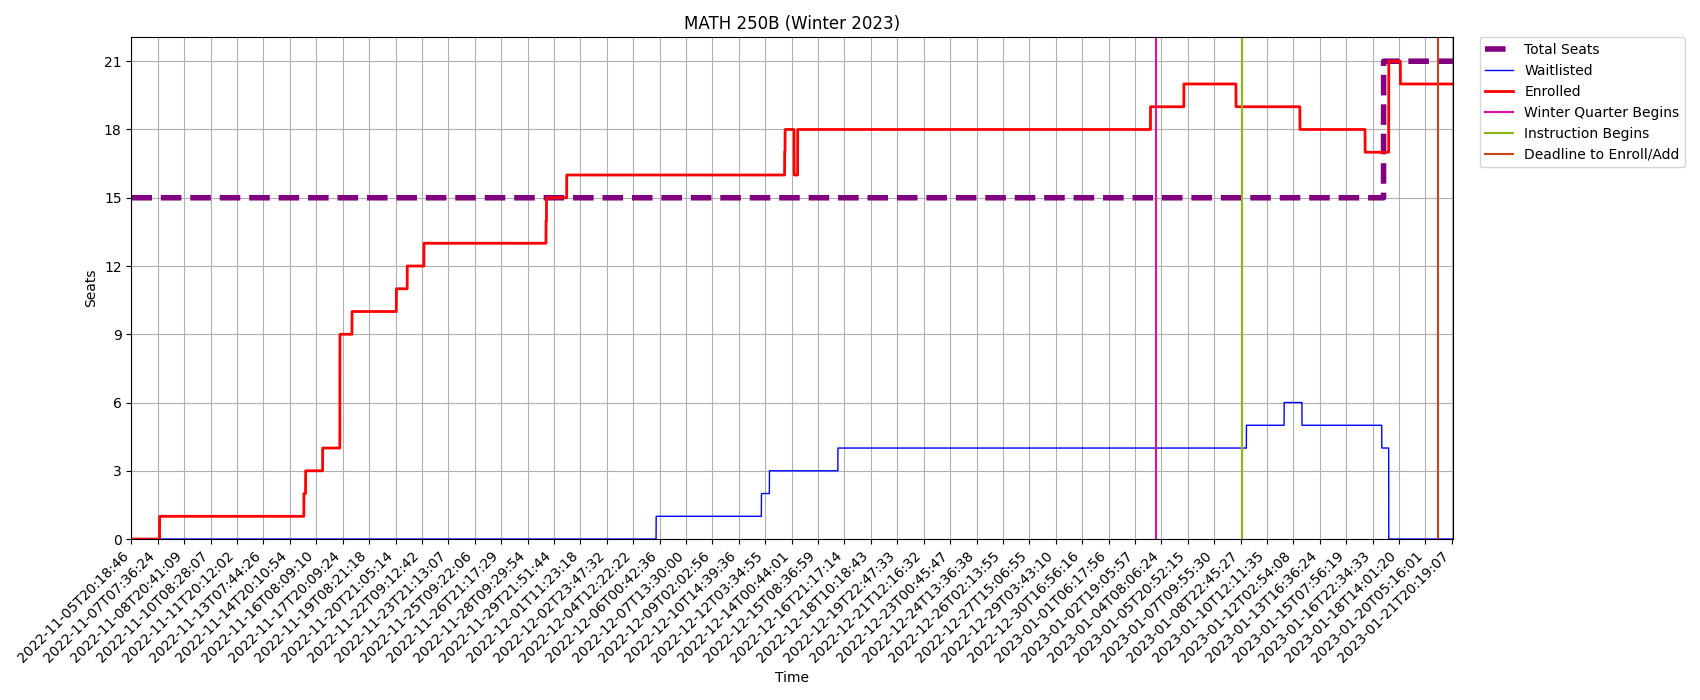 MATH 250B (Winter 2023)
Total Seats
Waitlisted
Enrolled
Winter Quarter Begins
Instruction Begins
Deadline to Enroll/Add
Seats
21
18
15
12
9
6
3
0
2022-11-05T20:18:46
2022-11-07T07:36:24
2022-11-08T20:41:09
2022-11-10T08:28:07
2022-11-11T20:12:02
2022-11-13T07:44:26
2022-11-14T20:10:54
2022-11-16T08:09:10
2022-11-17T20:09:24
2022-11-19T08:21:18
2022-11-20T21:05:14
2022-11-22T09:12:42
2022-11-23T21:13:07
2022-11-25T09:22:06
2022-11-26T21:17:29
2022-11-28T09:29:54
2022-11-29T21:51:44
2022-12-01T11:23:18
2022-12-02T23:47:32
2022-12-04T12:22:22
2022-12-06T00:42:36
2022-12-07T13:30:00
2022-12-09T02:02:56
2022-12-10T14:39:36
2022-12-12T03:34:55
2022-12-14T00:44:01
2022-12-15T08:36:59
2022-12-16T21:17:14
2022-12-18T10:18:43
2022-12-19T22:47:33
2022-12-21T12:16:32
2022-12-23T00:45:47
2022-12-24T13:36:38
2022-12-26T02:13:55
2022-12-27T15:06:55
2022-12-29T03:43:10
2022-12-30T16:56:16
2023-01-01T06:17:56
2023-01-02T19:05:57
2023-01-04T08:06:24
2023-01-05T20:52:15
2023-01-07T09:55:30
2023-01-08T22:45:27
2023-01-10T12:11:35
2023-01-12T02:54:08
2023-01-13T16:36:24
2023-01-15T07:56:19
2023-01-16T22:34:33
2023-01-18T14:01:20
2023-01-20T05:16:01
2023-01-21T20:19:07
Time